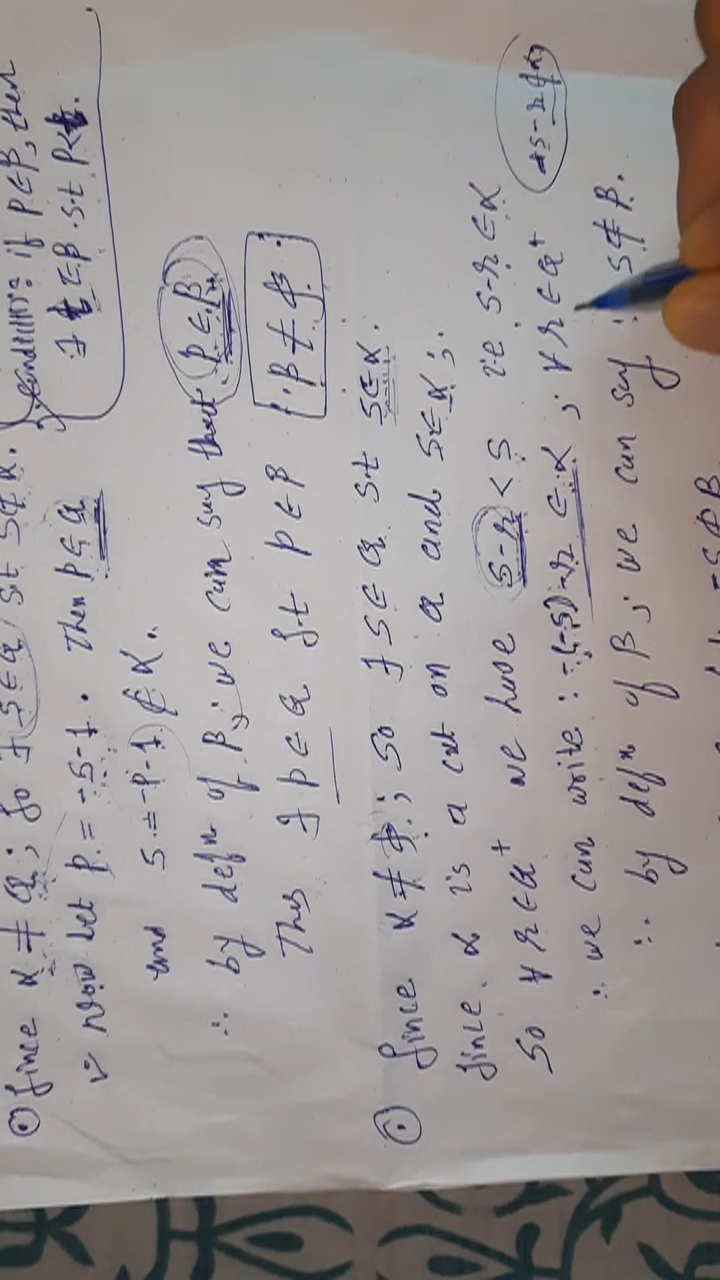 ⊙ Since α ≠ Q; So ∃ S ∈ Q, St S ∉ α.
condition: if P ∈ β, then
∃ t ∈ β st P < t.
Now Let p = -S-1. Then p ∈ Q
and S = -p-1 ∉ α.
∴ by defn of β; we can say that p ∈ β
Thus ∃ p ∈ Q St p ∈ β [∵ β ≠ φ.]
⊙ Since α ≠ φ; So ∃ S ∈ Q St S ∈ α.
Since α is a cut on Q and S ∈ α;
So ∀ r ∈ Q⁺ we have S-r < S ie S-r ∈ α
∴ we can write: -(-S)-r ∈ α; ∀ r ∈ Q⁺
∴ by defn of β; we can say : S ∉ β.
-S ∉ β